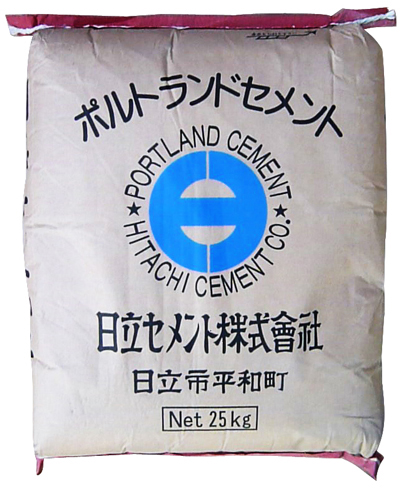 ポルトランドセメント
★PORTLAND CEMENT★
HITACHI CEMENT CO.
日立セメント株式會社
日立市平和町
Net 25kg